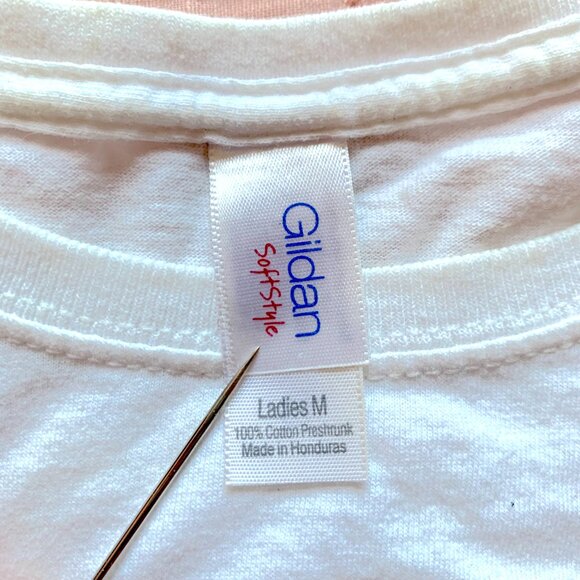 Gildan
SoftStyle
Ladies M
100% Cotton Preshrunk
Made in Honduras